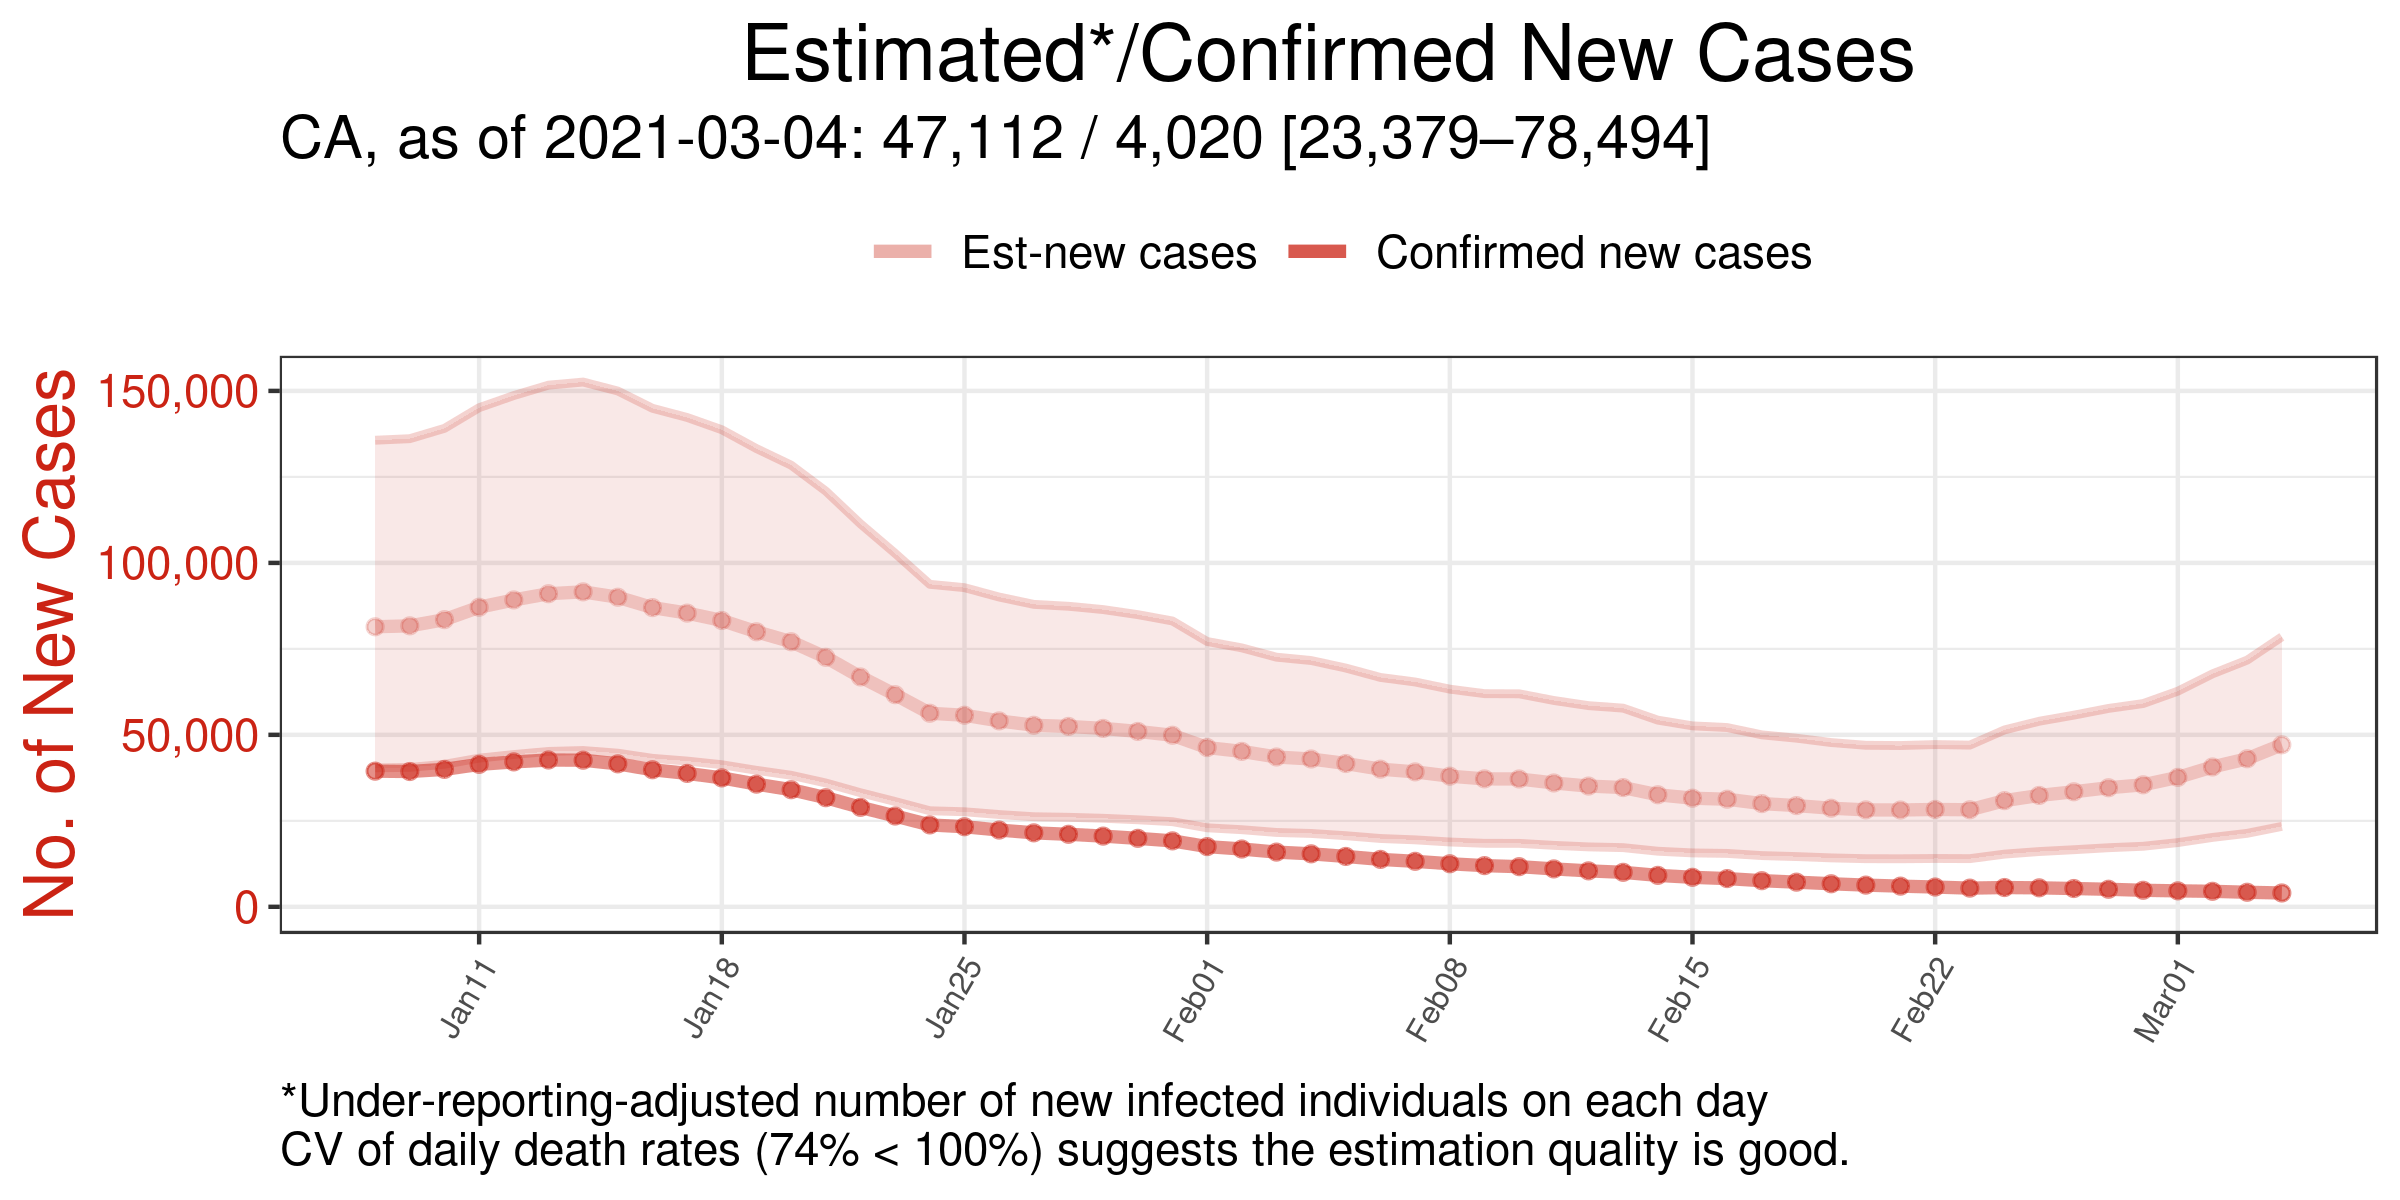 Estimated*/Confirmed New Cases
CA, as of 2021-03-04: 47,112 / 4,020 [23,379–78,494]
Est-new cases
Confirmed new cases
No. of New Cases
150,000
100,000
50,000
0
Jan11
Jan18
Jan25
Feb01
Feb08
Feb15
Feb22
Mar01
*Under-reporting-adjusted number of new infected individuals on each day
CV of daily death rates (74% < 100%) suggests the estimation quality is good.